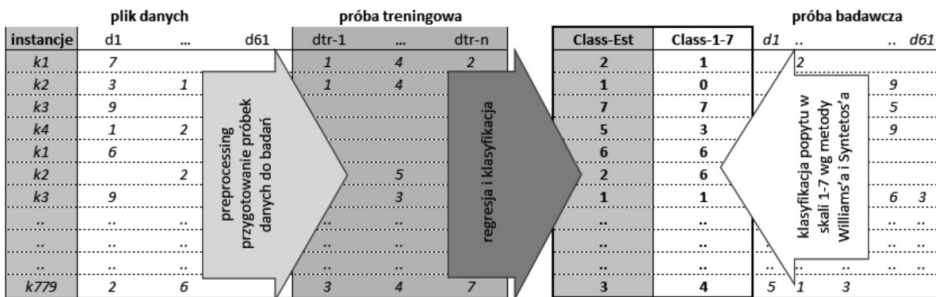 plik danych próba treningowa próba badawcza
instancje d1 ... d61 dtr-1 ... dtr-n Class-Est Class-1-7 d1 .. .. d61
k1 7 1 4 2 2 1 2
k2 3 1 1 4 1 0 9
k3 9 7 7 5
k4 1 2 5 3 9
k1 6 6 6
k2 2 5 2 6
k3 9 3 1 1 6 3
.. .. .. .. ..
.. .. .. .. ..
.. .. .. .. .. .. ..
k779 2 6 3 4 7 3 4 5 1 3
preprocessing
przygotowanie próbek
danych do badań
regresja i klasyfikacja
klasyfikacja popytu w
skali 1-7 wg metody
Williams'a i Syntetos'a